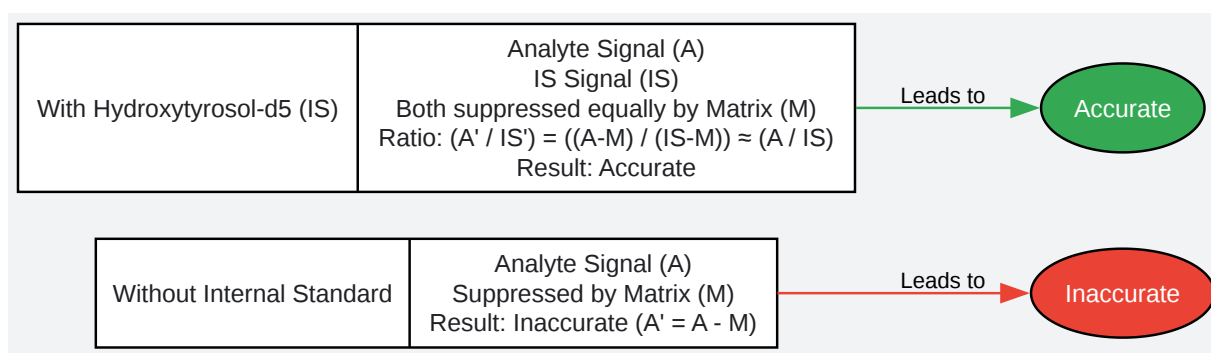 With Hydroxytyrosol-d5 (IS)
Analyte Signal (A)
IS Signal (IS)
Both suppressed equally by Matrix (M)
Ratio: (A' / IS') = ((A-M) / (IS-M)) ≈ (A / IS)
Result: Accurate
Leads to
Accurate
Without Internal Standard
Analyte Signal (A)
Suppressed by Matrix (M)
Result: Inaccurate (A' = A - M)
Leads to
Inaccurate